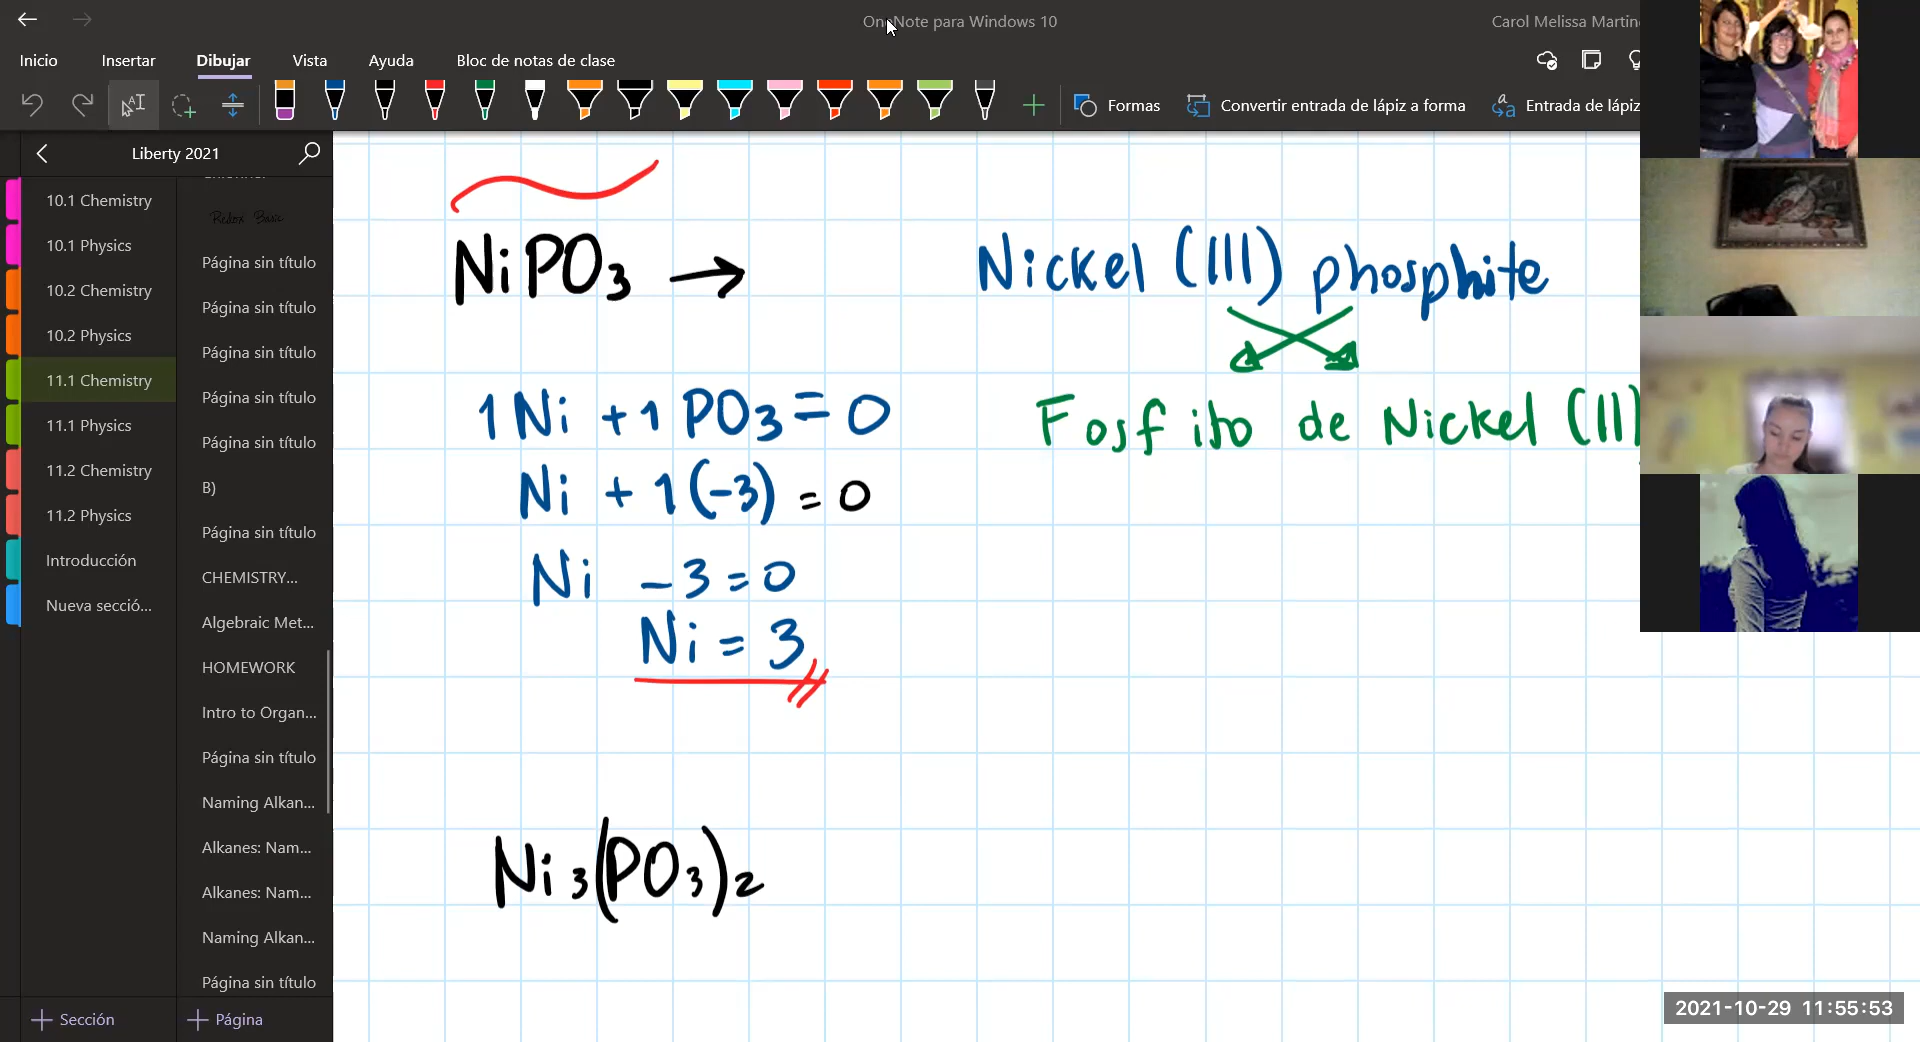 OneNote para Windows 10
Carol Melissa Martin
Inicio Insertar Dibujar Vista Ayuda Bloc de notas de clase
Formas Convertir entrada de lápiz a forma Entrada de lápiz
Liberty 2021
10.1 Chemistry
10.1 Physics
10.2 Chemistry
10.2 Physics
11.1 Chemistry
11.1 Physics
11.2 Chemistry
11.2 Physics
Introducción
Nueva secció...
Redox Basic
Página sin título
Página sin título
Página sin título
Página sin título
Página sin título
B)
Página sin título
CHEMISTRY...
Algebraic Met...
HOMEWORK
Intro to Organ...
Página sin título
Naming Alkan...
Alkanes: Nam...
Alkanes: Nam...
Naming Alkan...
Página sin título
Sección
Página
NiPO3 →
1Ni + 1 PO3 = 0
Ni + 1(-3) = 0
Ni - 3 = 0
Ni = 3
Ni3(PO3)2
Nickel (III) phosphite
Fosfito de Nickel (II)
2021-10-29 11:55:53